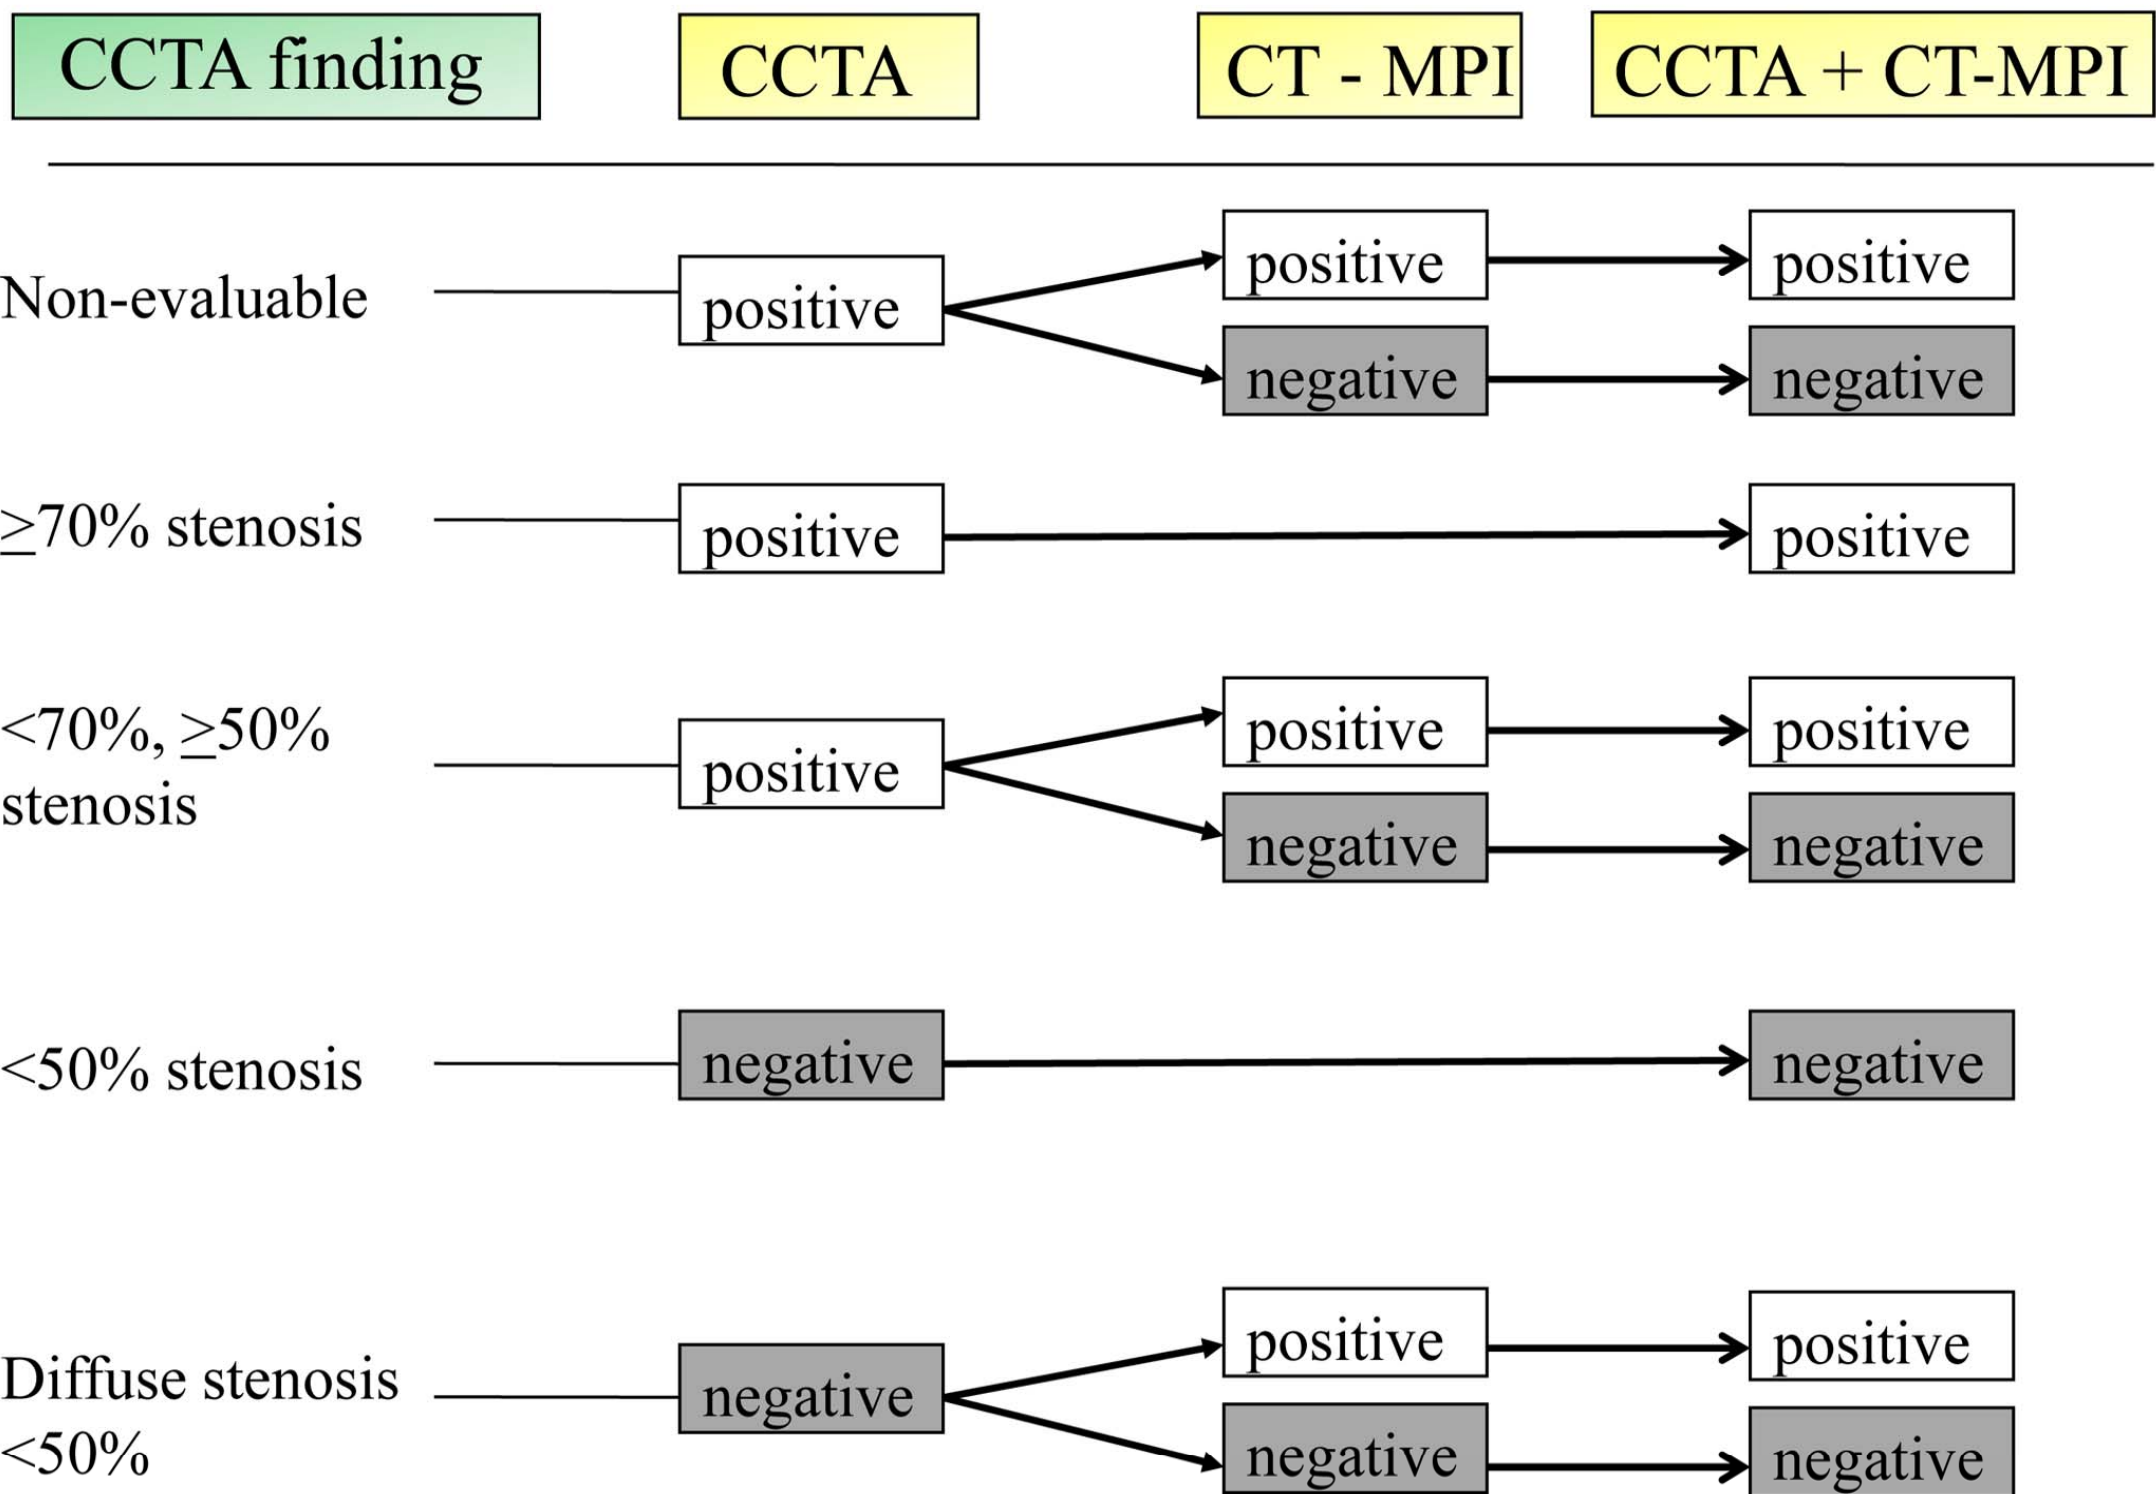 CCTA finding
CCTA
CT - MPI
CCTA + CT-MPI
Non-evaluable
positive
positive
positive
negative
negative
≥70% stenosis
positive
positive
<70%, ≥50%
stenosis
positive
positive
positive
negative
negative
<50% stenosis
negative
negative
Diffuse stenosis
<50%
negative
positive
positive
negative
negative